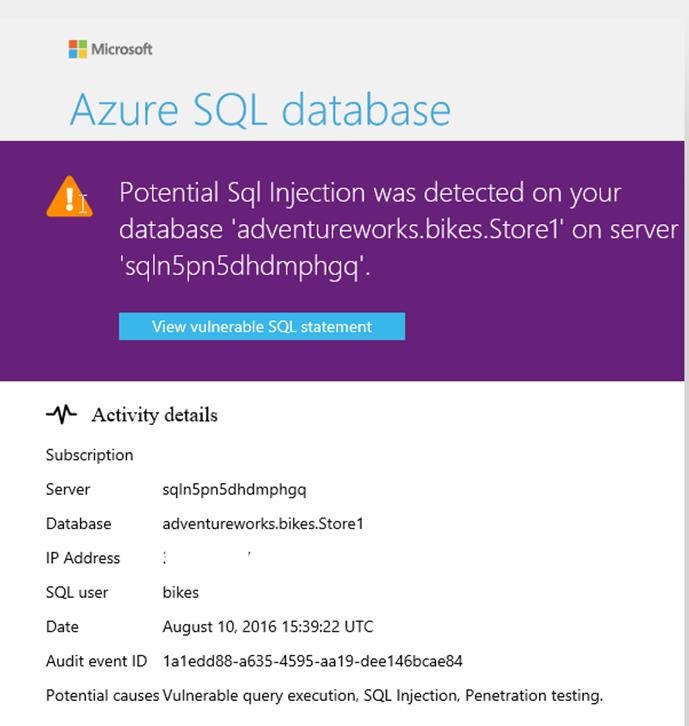 Microsoft
Azure SQL database
Potential Sql Injection was detected on your
database 'adventureworks.bikes.Store1' on server
'sqln5pn5dhdmphgq'.
View vulnerable SQL statement
Activity details
Subscription
Server sqln5pn5dhdmphgq
Database adventureworks.bikes.Store1
IP Address
SQL user bikes
Date August 10, 2016 15:39:22 UTC
Audit event ID 1a1edd88-a635-4595-aa19-dee146bcae84
Potential causes Vulnerable query execution, SQL Injection, Penetration testing.